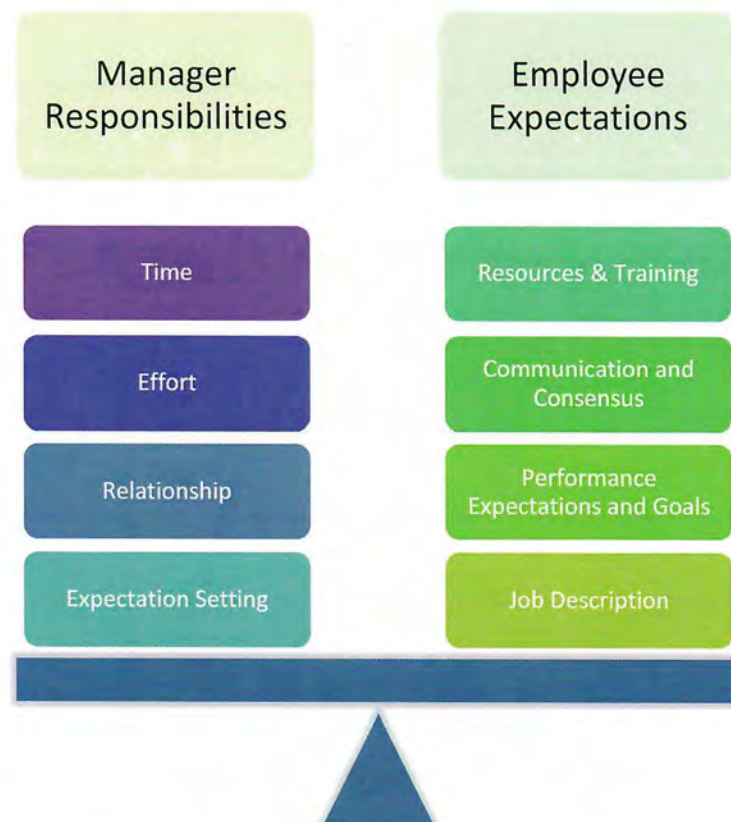 Manager
Responsibilities
Employee
Expectations
Time
Effort
Relationship
Expectation Setting
Resources & Training
Communication and
Consensus
Performance
Expectations and Goals
Job Description